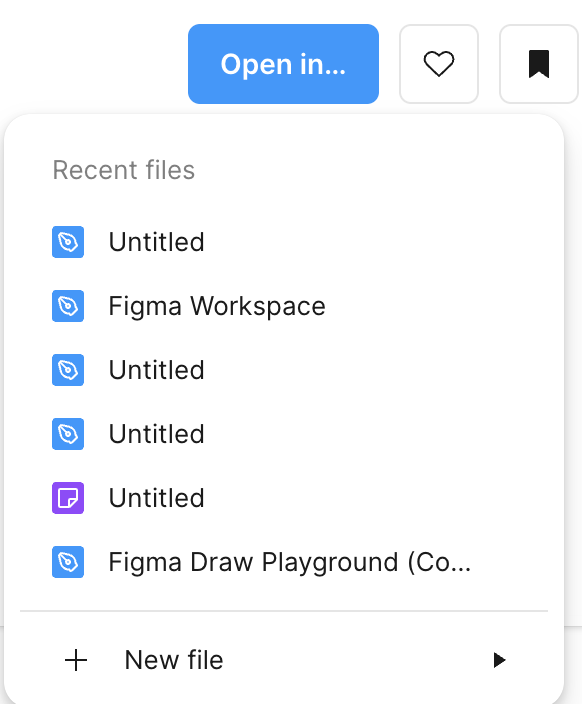 Open in...
Recent files
Untitled
Figma Workspace
Untitled
Untitled
Untitled
Figma Draw Playground (Co...
New file